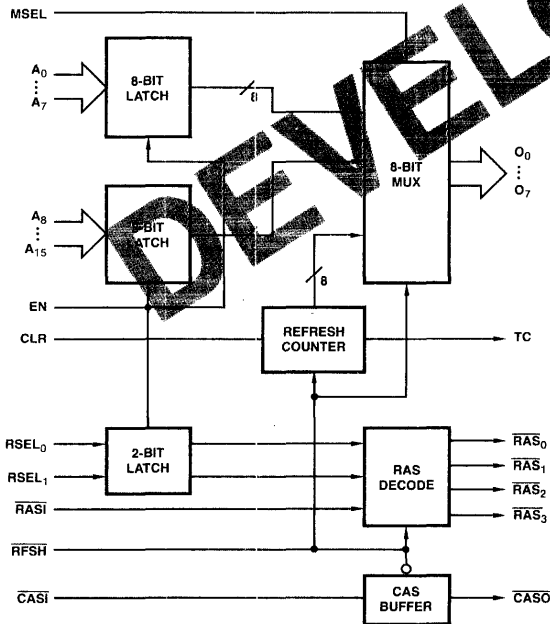 MSEL
A0
A7
8-BIT
LATCH
8
8-BIT
MUX
O0
O7
A8
A15
LATCH
EN
CLR
8
REFRESH
COUNTER
TC
RSEL0
RSEL1
2-BIT
LATCH
RAS
DECODE
RAS0
RAS1
RAS2
RAS3
RASI
RFSH
CASI
CAS
BUFFER
CASO
DEVEL